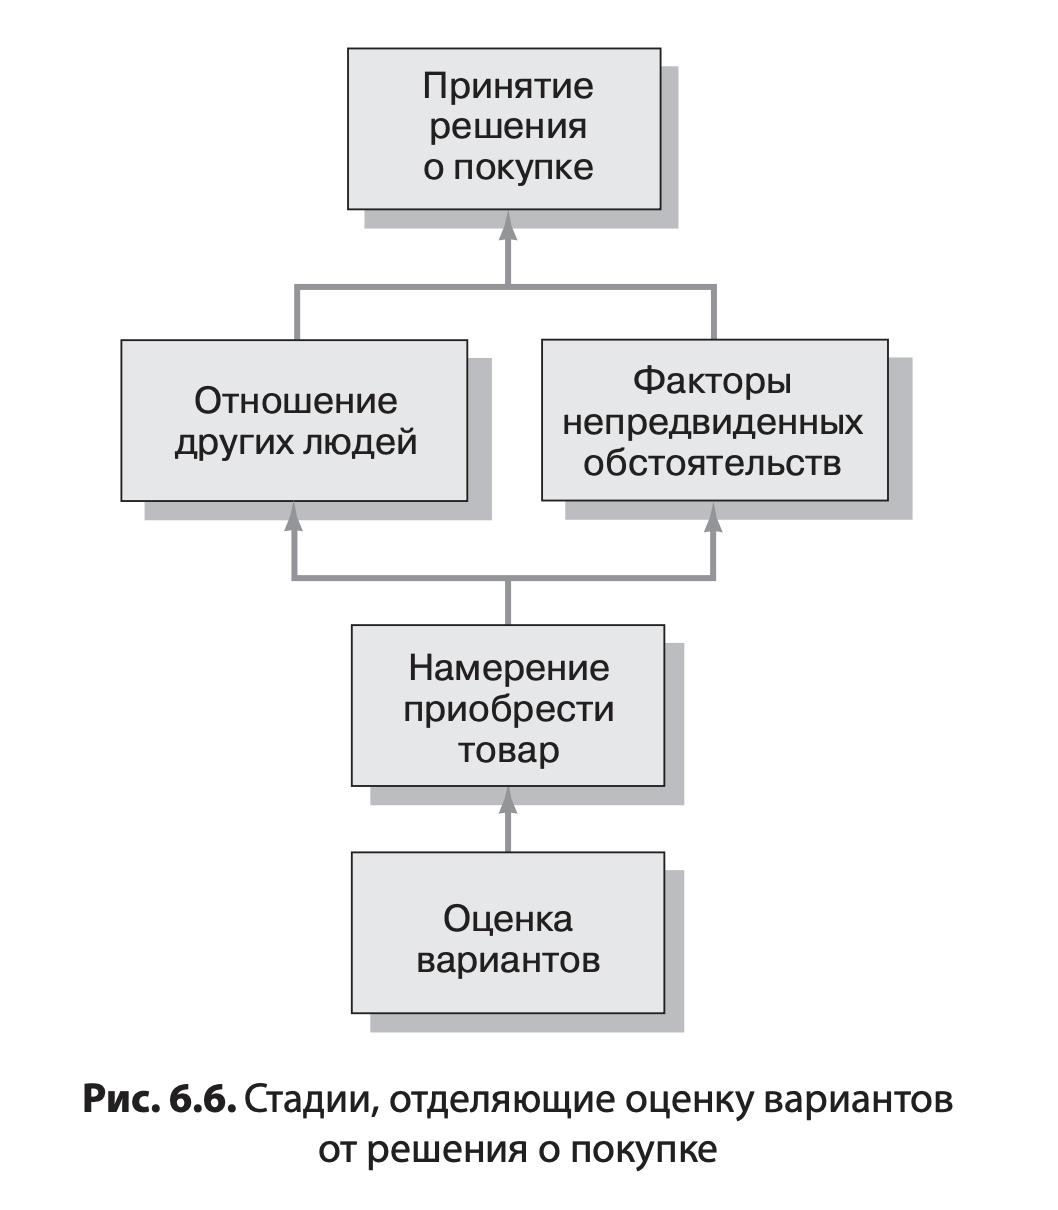 Принятие
решения
о покупке
Отношение
других людей
Факторы
непредвиденных
обстоятельств
Намерение
приобрести
товар
Оценка
вариантов
Рис. 6.6. Стадии, отделяющие оценку вариантов
от решения о покупке